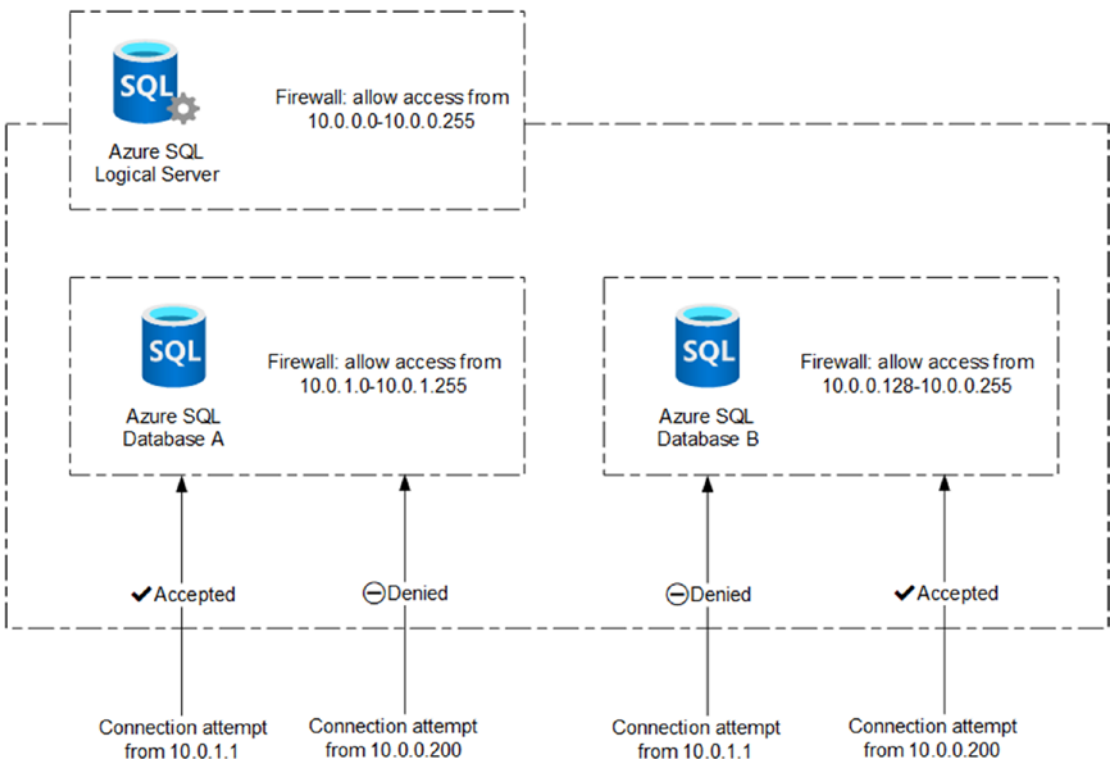 SQL
Firewall: allow access from
10.0.0.0-10.0.0.255
Azure SQL
Logical Server
SQL
Firewall: allow access from
10.0.1.0-10.0.1.255
Azure SQL
Database A
SQL
Firewall: allow access from
10.0.0.128-10.0.0.255
Azure SQL
Database B
Accepted
Denied
Denied
Accepted
Connection attempt
from 10.0.1.1
Connection attempt
from 10.0.0.200
Connection attempt
from 10.0.1.1
Connection attempt
from 10.0.0.200